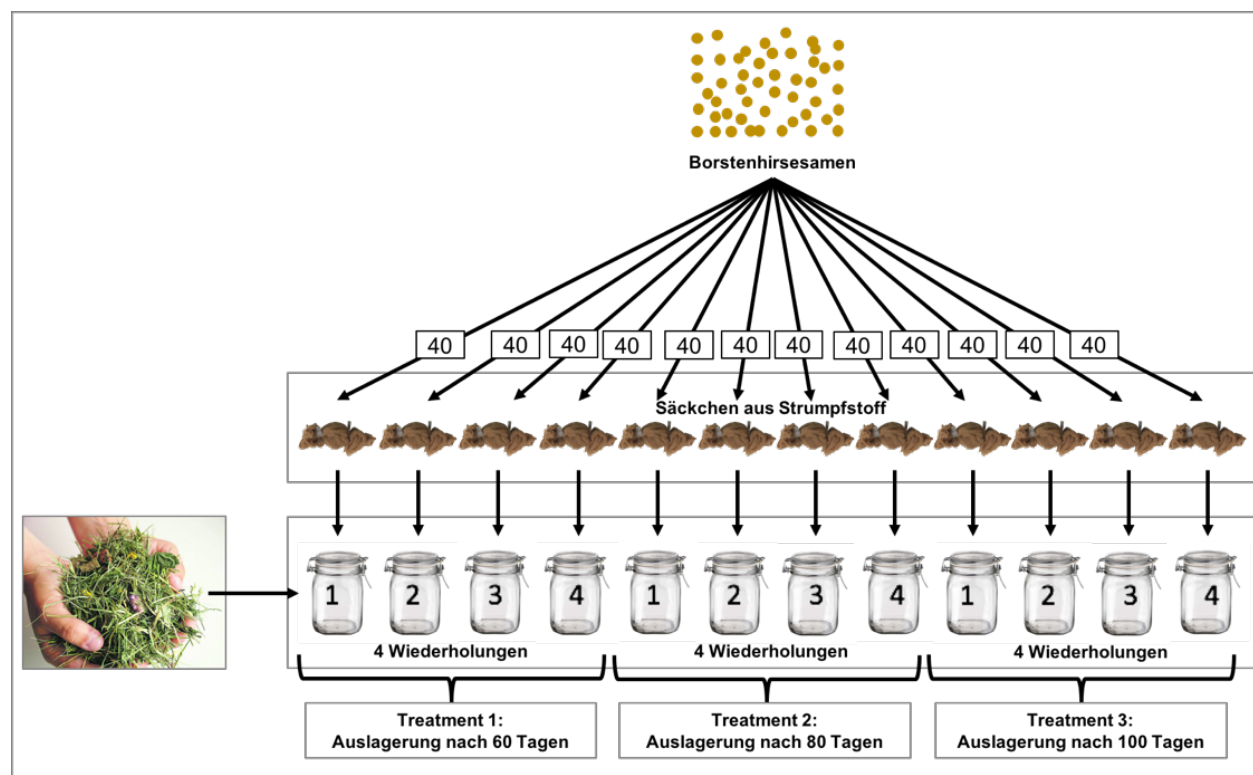 Borstenhirsesamen
40 40 40 40 40 40 40 40 40 40 40 40
Säckchen aus Strumpfstoff
1 2 3 4 1 2 3 4 1 2 3 4
4 Wiederholungen 4 Wiederholungen 4 Wiederholungen
Treatment 1:
Auslagerung nach 60 Tagen
Treatment 2:
Auslagerung nach 80 Tagen
Treatment 3:
Auslagerung nach 100 Tagen